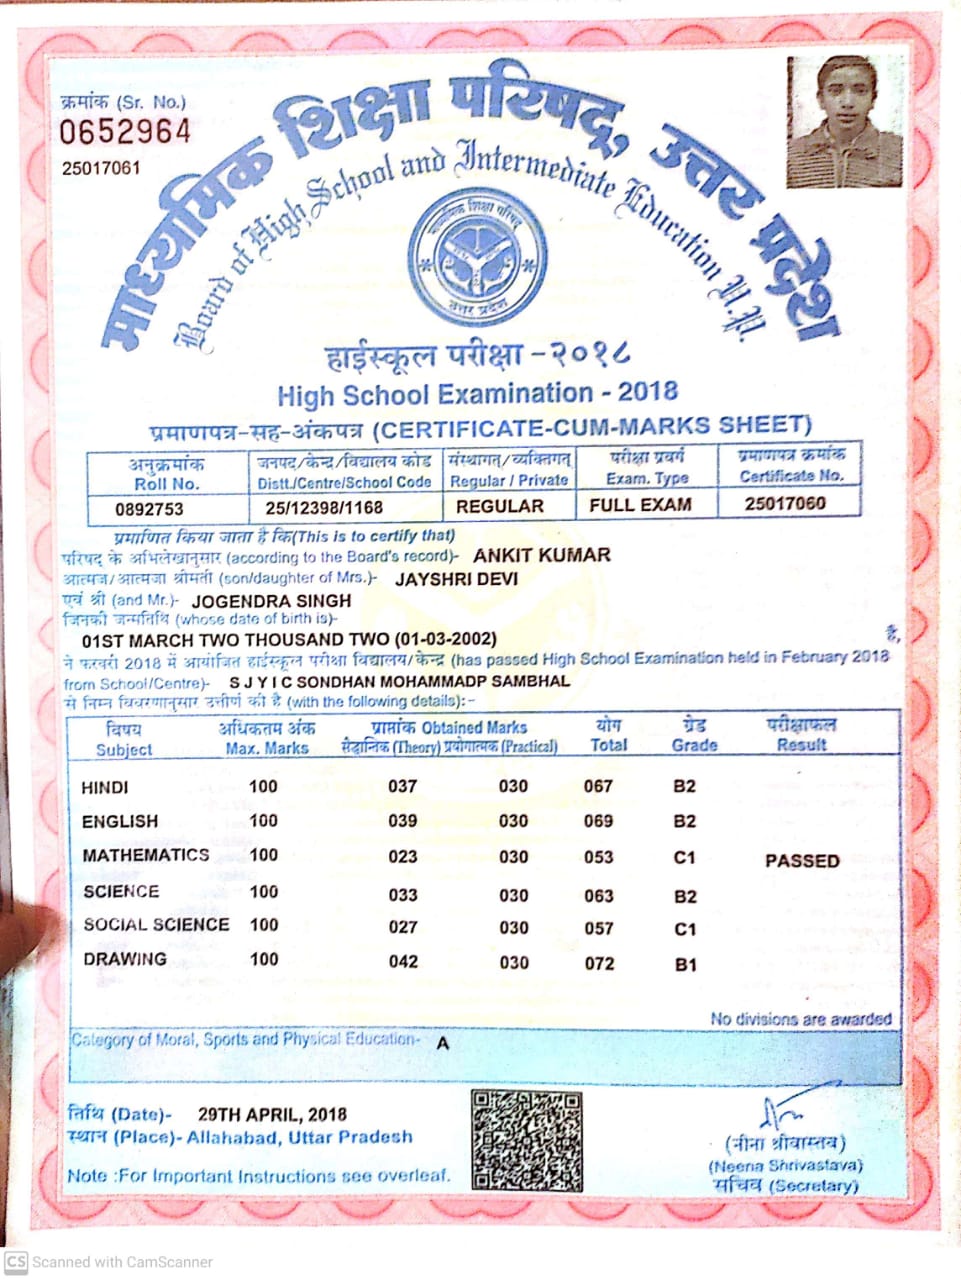 क्रमांक (Sr. No.)
0652964
25017061
माध्यमिक शिक्षा परिषद्, उत्तर प्रदेश
Board of High School and Intermediate Education U.P.
माध्यमिक शिक्षा परिषद्
उत्तर प्रदेश
हाईस्कूल परीक्षा - २०१८
High School Examination - 2018
प्रमाणपत्र-सह-अंकपत्र (CERTIFICATE-CUM-MARKS SHEET)
अनुक्रमांक जनपद/केन्द्र/विद्यालय कोड संस्थागत/व्यक्तिगत परीक्षा प्रवर्ग प्रमाणपत्र क्रमांक
Roll No. Distt./Centre/School Code Regular / Private Exam. Type Certificate No.
0892753 25/12398/1168 REGULAR FULL EXAM 25017060
प्रमाणित किया जाता है कि(This is to certify that)
परिषद के अभिलेखानुसार (according to the Board's record)- ANKIT KUMAR
आत्मज/आत्मजा श्रीमती (son/daughter of Mrs.)- JAYSHRI DEVI
एवं श्री (and Mr.)- JOGENDRA SINGH
जिनकी जन्मतिथि (whose date of birth is)-
01ST MARCH TWO THOUSAND TWO (01-03-2002) है,
ने फरवरी 2018 में आयोजित हाईस्कूल परीक्षा विद्यालय/केन्द्र (has passed High School Examination held in February 2018
from School/Centre)- S J Y I C SONDHAN MOHAMMADP SAMBHAL
से निम्न विवरणानुसार उत्तीर्ण की है (with the following details):-
विषय अधिकतम अंक प्राप्तांक Obtained Marks योग ग्रेड परीक्षाफल
Subject Max. Marks सैद्धान्तिक (Theory) प्रयोगात्मक (Practical) Total Grade Result
HINDI 100 037 030 067 B2
ENGLISH 100 039 030 069 B2
MATHEMATICS 100 023 030 053 C1 PASSED
SCIENCE 100 033 030 063 B2
SOCIAL SCIENCE 100 027 030 057 C1
DRAWING 100 042 030 072 B1
No divisions are awarded
Category of Moral, Sports and Physical Education- A
तिथि (Date)- 29TH APRIL, 2018
स्थान (Place)- Allahabad, Uttar Pradesh
Note :For Important Instructions see overleaf.
(नीना श्रीवास्तव)
(Neena Shrivastava)
सचिव (Secretary)
CS Scanned with CamScanner